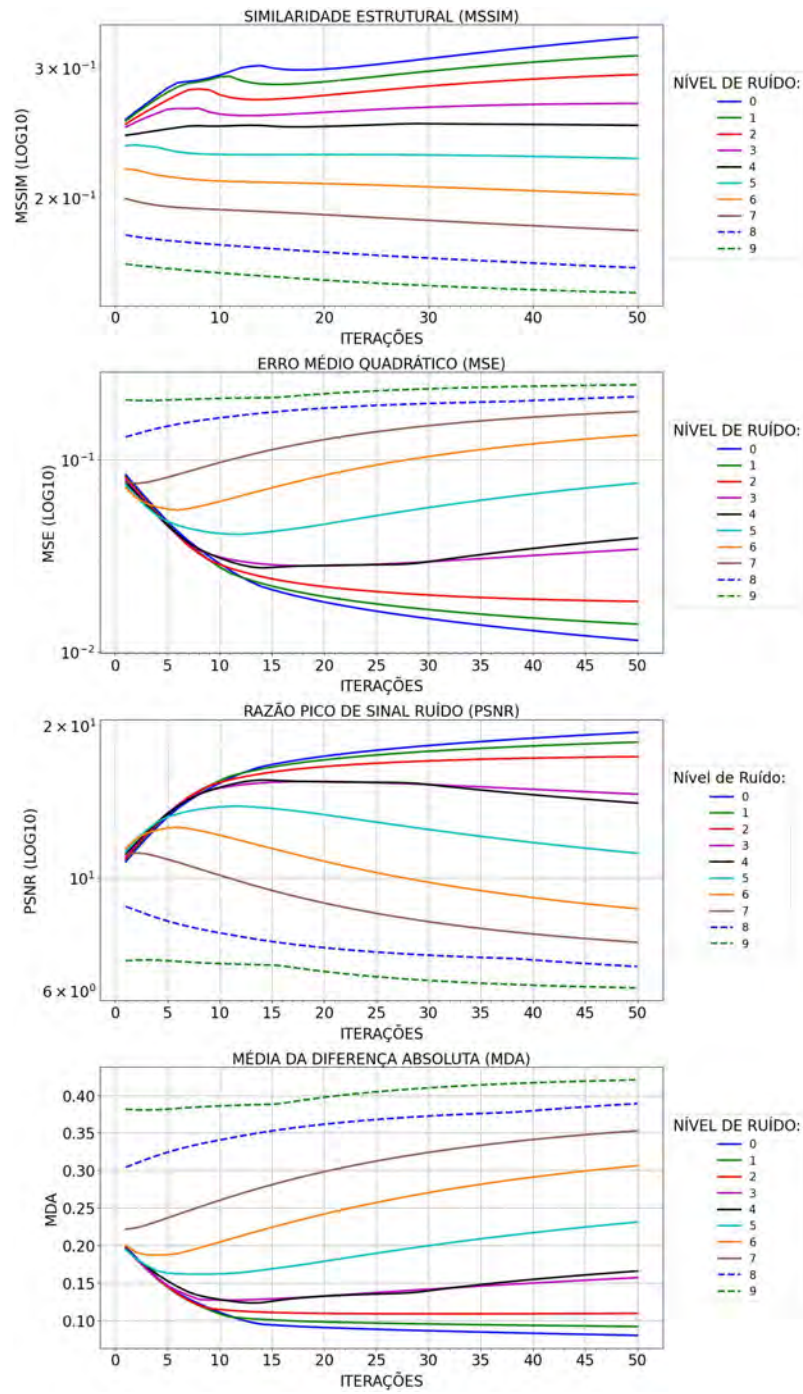 SIMILARIDADE ESTRUTURAL (MSSIM)
MSSIM (LOG10)
3 × 10⁻¹
2 × 10⁻¹
0 10 20 30 40 50
ITERAÇÕES
NÍVEL DE RUÍDO:
0
1
2
3
4
5
6
7
8
9
ERRO MÉDIO QUADRÁTICO (MSE)
MSE (LOG10)
10⁻¹
10⁻²
0 5 10 15 20 25 30 35 40 45 50
ITERAÇÕES
NÍVEL DE RUÍDO:
0
1
2
3
4
5
6
7
8
9
RAZÃO PICO DE SINAL RUÍDO (PSNR)
PSNR (LOG10)
2 × 10¹
10¹
6 × 10⁰
0 5 10 15 20 25 30 35 40 45 50
ITERAÇÕES
Nível de Ruído:
0
1
2
3
4
5
6
7
8
9
MÉDIA DA DIFERENÇA ABSOLUTA (MDA)
MDA
0.40
0.35
0.30
0.25
0.20
0.15
0.10
0 5 10 15 20 25 30 35 40 45 50
ITERAÇÕES
NÍVEL DE RUÍDO:
0
1
2
3
4
5
6
7
8
9